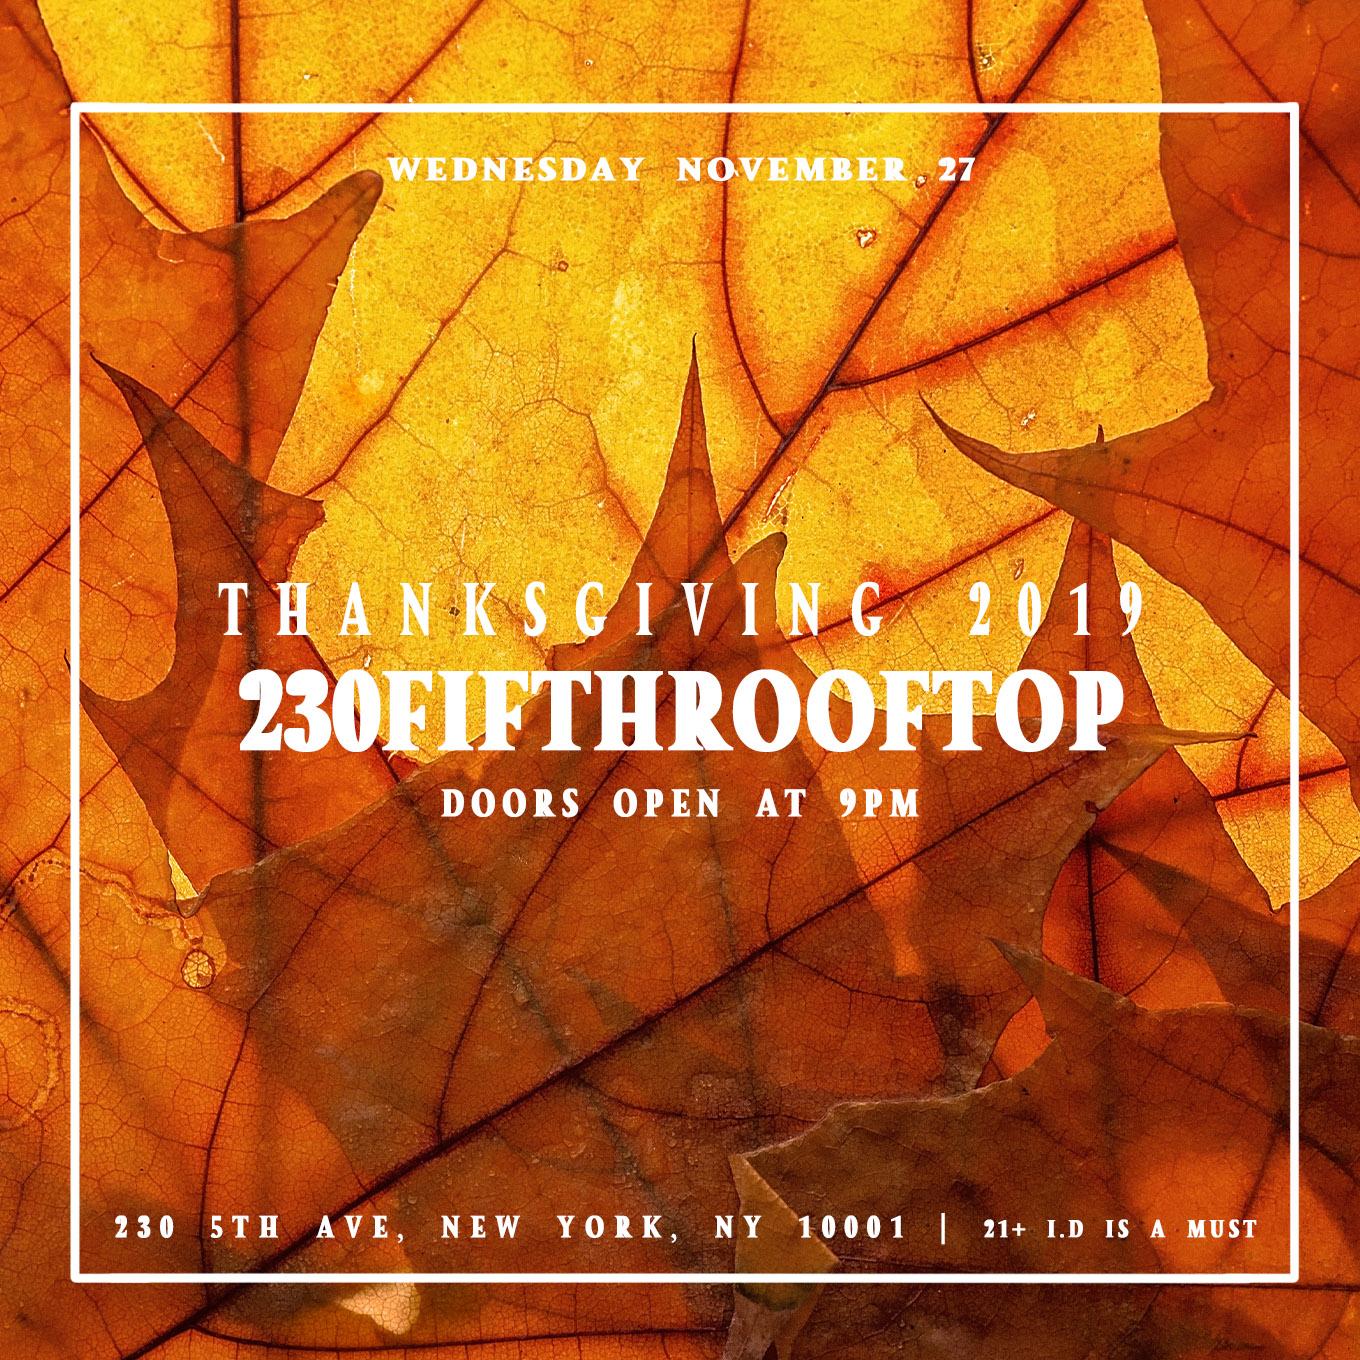 WEDNESDAY NOVEMBER 27
THANKSGIVING 2019
230FIFTHROOFTOP
DOORS OPEN AT 9PM
230 5TH AVE, NEW YORK, NY 10001 | 21+ I.D IS A MUST